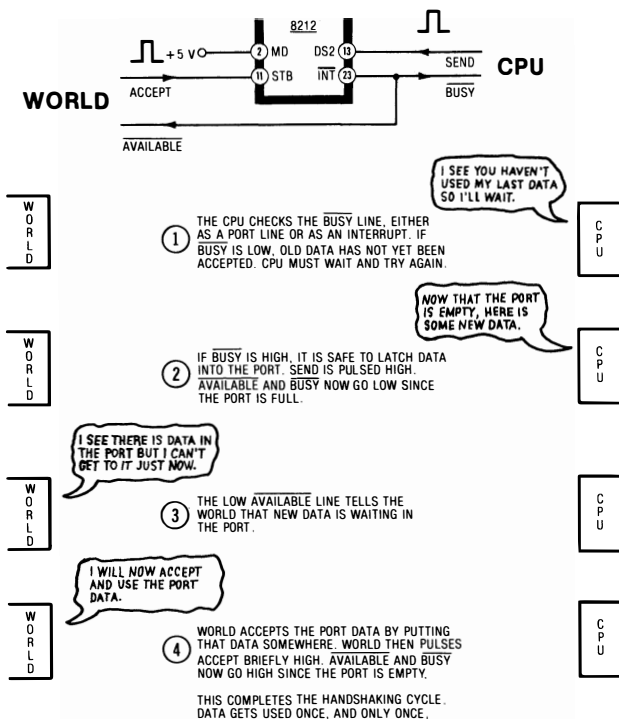 8212
+5 V
2
MD
DS2
13
SEND
CPU
11
STB
INT
23
ACCEPT
BUSY
WORLD
AVAILABLE
I SEE YOU HAVEN'T
USED MY LAST DATA
SO I'LL WAIT.
WORLD
1
THE CPU CHECKS THE BUSY LINE, EITHER
AS A PORT LINE OR AS AN INTERRUPT. IF
BUSY IS LOW, OLD DATA HAS NOT YET BEEN
ACCEPTED. CPU MUST WAIT AND TRY AGAIN.
CPU
NOW THAT THE PORT
IS EMPTY, HERE IS
SOME NEW DATA.
WORLD
2
IF BUSY IS HIGH, IT IS SAFE TO LATCH DATA
INTO THE PORT. SEND IS PULSED HIGH.
AVAILABLE AND BUSY NOW GO LOW SINCE
THE PORT IS FULL.
CPU
I SEE THERE IS DATA IN
THE PORT BUT I CAN'T
GET TO IT JUST NOW.
WORLD
3
THE LOW AVAILABLE LINE TELLS THE
WORLD THAT NEW DATA IS WAITING IN
THE PORT.
CPU
I WILL NOW ACCEPT
AND USE THE PORT
DATA.
WORLD
4
WORLD ACCEPTS THE PORT DATA BY PUTTING
THAT DATA SOMEWHERE. WORLD THEN PULSES
ACCEPT BRIEFLY HIGH. AVAILABLE AND BUSY
NOW GO HIGH SINCE THE PORT IS EMPTY.
CPU
THIS COMPLETES THE HANDSHAKING CYCLE.
DATA GETS USED ONCE, AND ONLY ONCE.